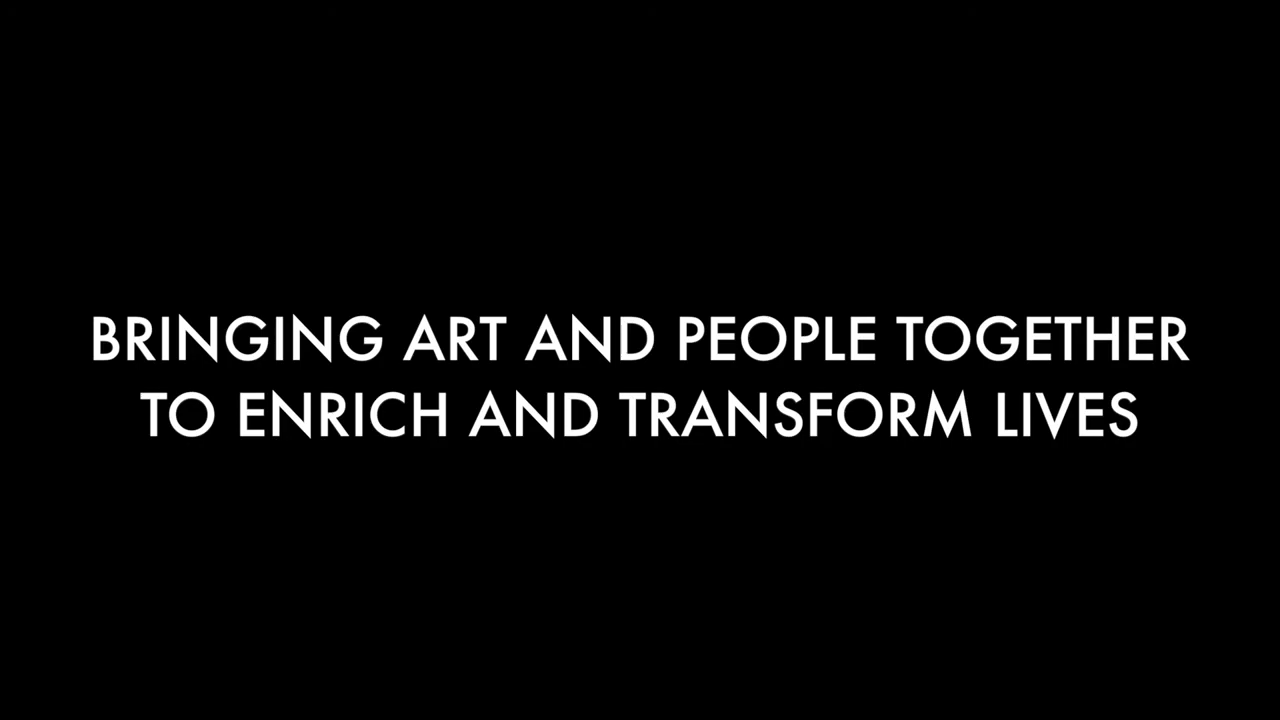 BRINGING ART AND PEOPLE TOGETHER
TO ENRICH AND TRANSFORM LIVES